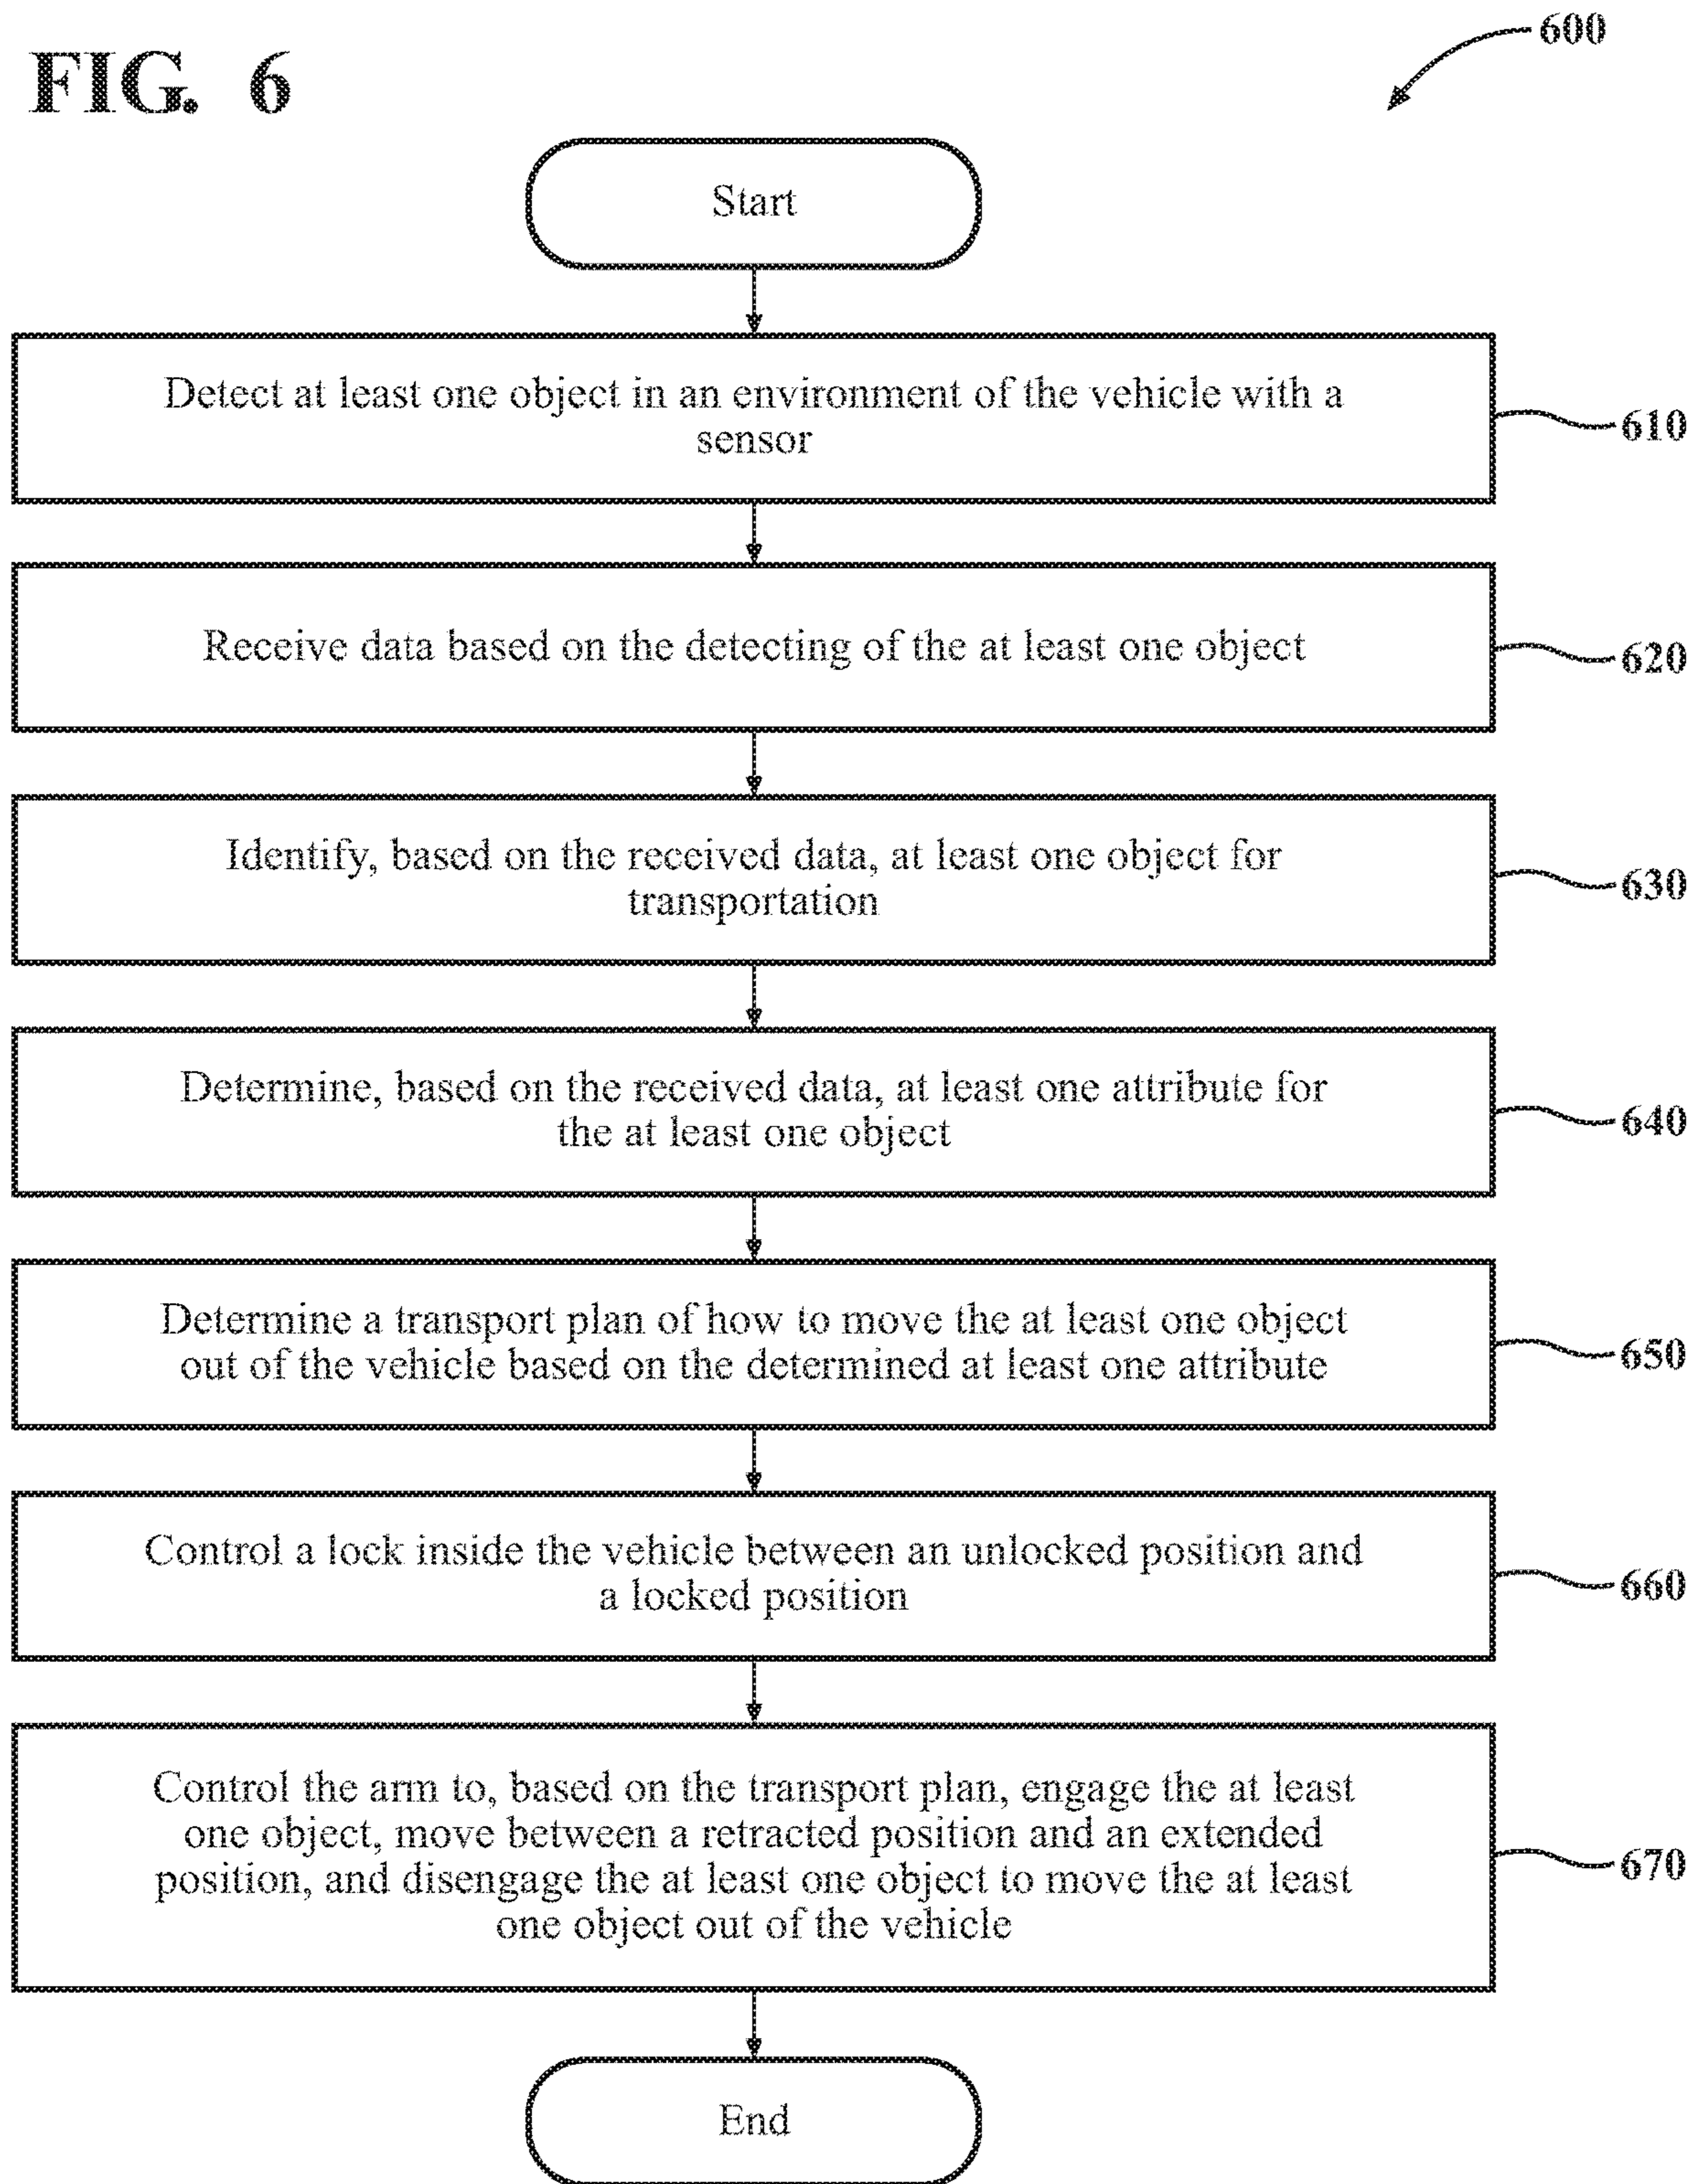 FIG. 6
600
Start
Detect at least one object in an environment of the vehicle with a
sensor
610
Receive data based on the detecting of the at least one object
620
Identify, based on the received data, at least one object for
transportation
630
Determine, based on the received data, at least one attribute for
the at least one object
640
Determine a transport plan of how to move the at least one object
out of the vehicle based on the determined at least one attribute
650
Control a lock inside the vehicle between an unlocked position and
a locked position
660
Control the arm to, based on the transport plan, engage the at least
one object, move between a retracted position and an extended
position, and disengage the at least one object to move the at least
one object out of the vehicle
670
End